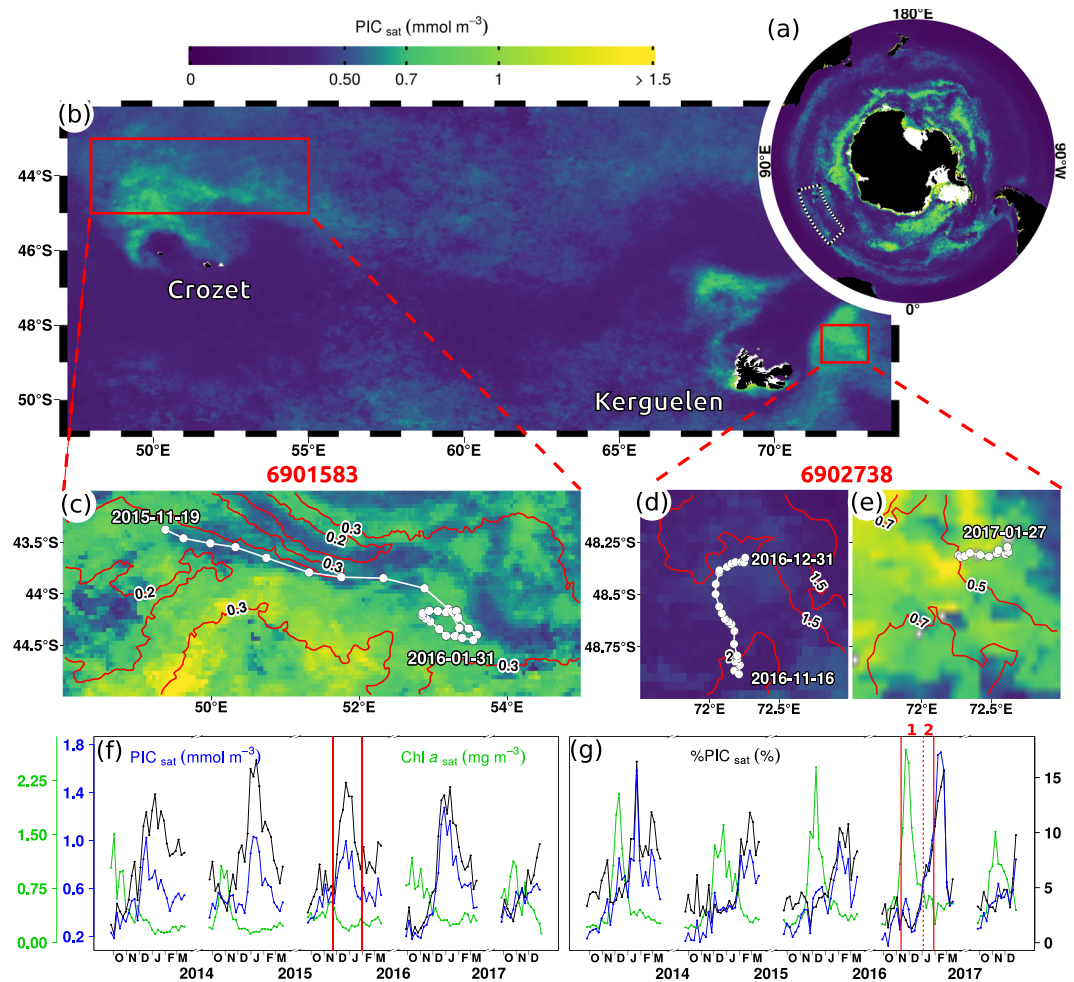 PIC sat (mmol m⁻³)
0 0.50 0.7 1 > 1.5
(a)
180°E
90°E
90°W
0°
(b)
44°S
46°S
48°S
50°S
Crozet
Kerguelen
50°E 55°E 60°E 65°E 70°E
6901583
6902738
(c)
2015-11-19
0.3
0.2
0.3
0.2
0.3
2016-01-31
0.3
43.5°S
44°S
44.5°S
50°E 52°E 54°E
(d)
2016-12-31
1.5
1.5
2
2016-11-16
48.25°S
48.75°S
72°E 72.5°E
(e)
0.7
2017-01-27
0.5
0.7
72°E 72.5°E
(f)
PIC sat (mmol m⁻³)
Chl a sat (mg m⁻³)
2.25
1.50
0.75
0.00
1.8
1.4
1.0
0.6
0.2
O N D J F M O N D J F M O N D J F M O N D J F M O N D
2014 2015 2016 2017
(g)
%PIC sat (%)
1 2
15
10
5
0
O N D J F M O N D J F M O N D J F M O N D J F M O N D
2014 2015 2016 2017